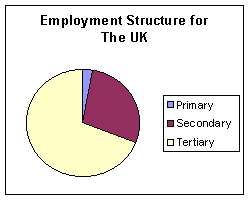 Employment Structure for
The UK
Primary
Secondary
Tertiary